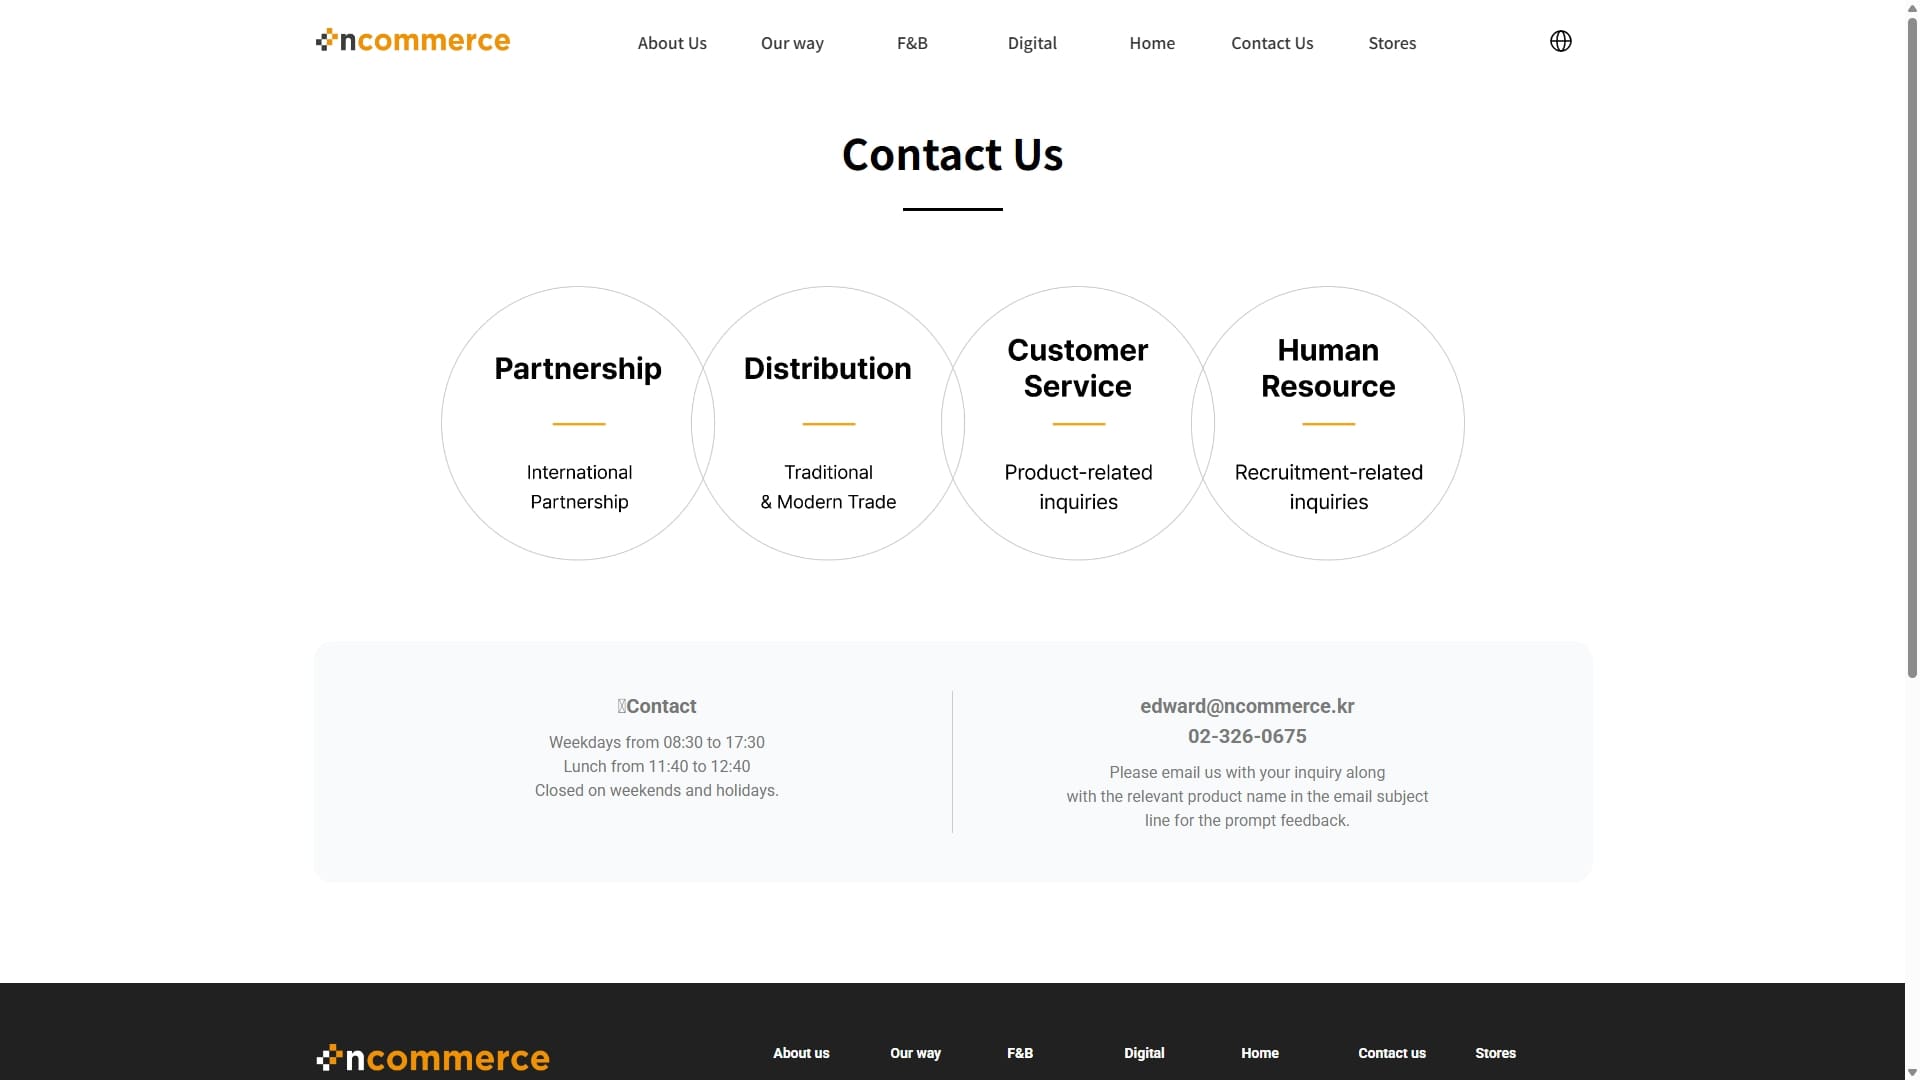 ncommerce
About Us Our way F&B Digital Home Contact Us Stores
Contact Us
Partnership
International
Partnership
Distribution
Traditional
& Modern Trade
Customer
Service
Product-related
inquiries
Human
Resource
Recruitment-related
inquiries
Contact
Weekdays from 08:30 to 17:30
Lunch from 11:40 to 12:40
Closed on weekends and holidays.
edward@ncommerce.kr
02-326-0675
Please email us with your inquiry along
with the relevant product name in the email subject
line for the prompt feedback.
ncommerce
About us Our way F&B Digital Home Contact us Stores